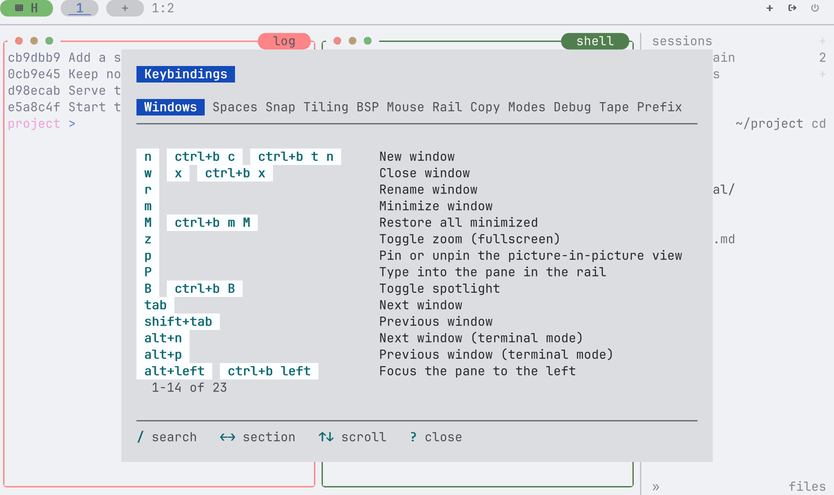 H 1 + 1:2 +
log shell sessions +
cb9dbb9 Add a s ain 2
0cb9e45 Keep no s +
d98ecab Serve t
e5a8c4f Start t
project > ~/project cd
al/
.md
Keybindings
Windows Spaces Snap Tiling BSP Mouse Rail Copy Modes Debug Tape Prefix
n ctrl+b c ctrl+b t n New window
w x ctrl+b x Close window
r Rename window
m Minimize window
M ctrl+b m M Restore all minimized
z Toggle zoom (fullscreen)
p Pin or unpin the picture-in-picture view
P Type into the pane in the rail
B ctrl+b B Toggle spotlight
tab Next window
shift+tab Previous window
alt+n Next window (terminal mode)
alt+p Previous window (terminal mode)
alt+left ctrl+b left Focus the pane to the left
1-14 of 23
/ search ↔ section ↑↓ scroll ? close
» files